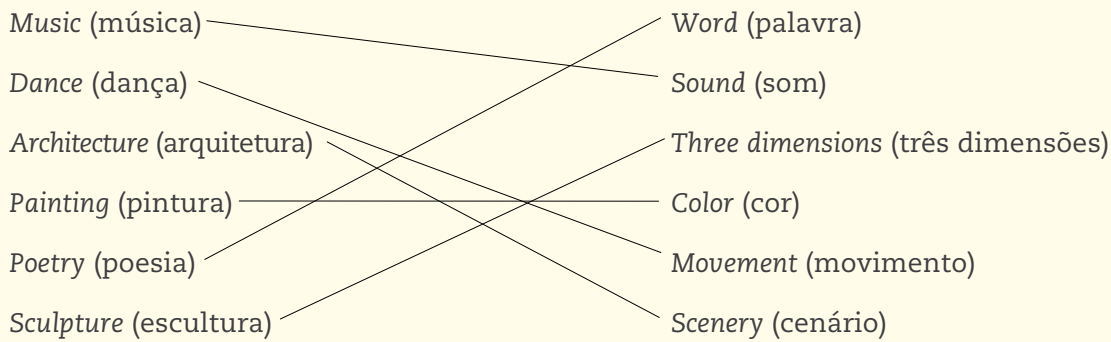 Music (música) Word (palavra)
Dance (dança) Sound (som)
Architecture (arquitetura) Three dimensions (três dimensões)
Painting (pintura) Color (cor)
Poetry (poesia) Movement (movimento)
Sculpture (escultura) Scenery (cenário)